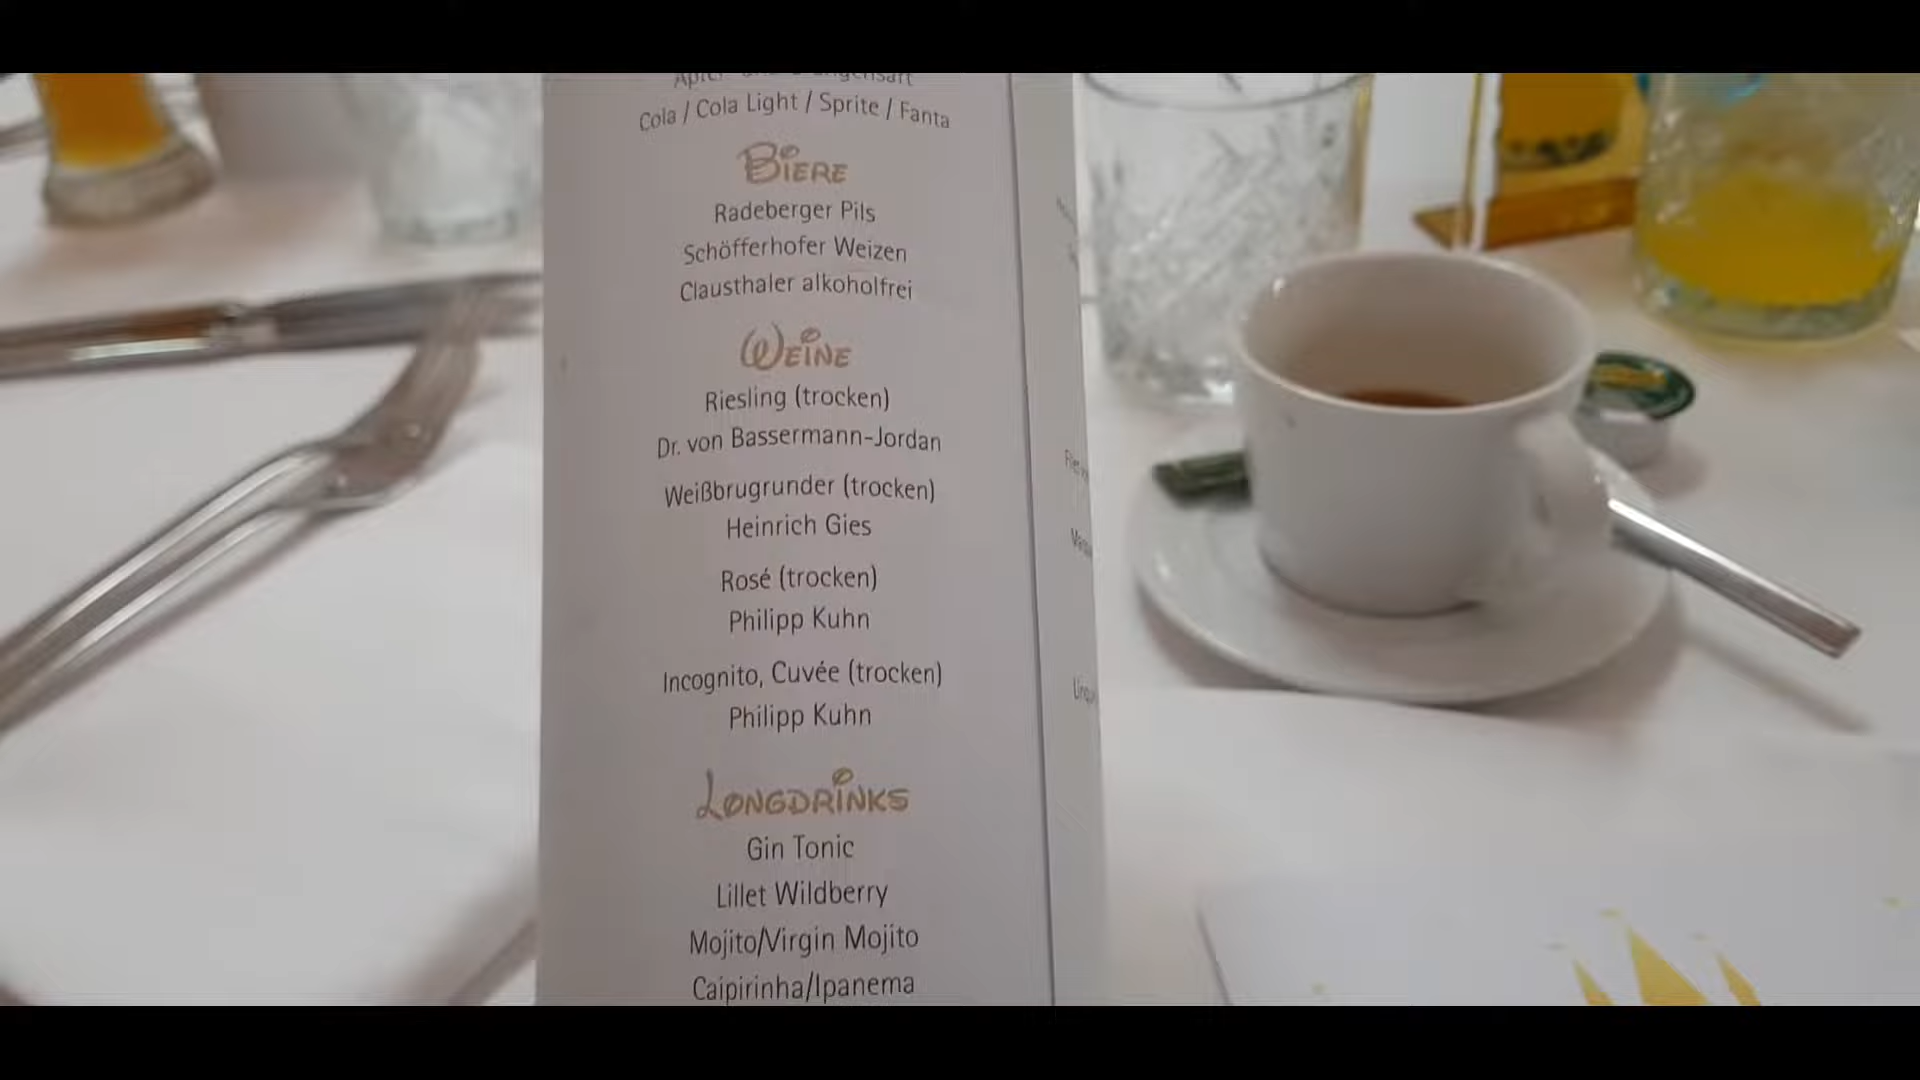 Cola / Cola Light / Sprite / Fanta
BIERE
Radeberger Pils
Schöfferhofer Weizen
Clausthaler alkoholfrei
WEINE
Riesling (trocken)
Dr. von Bassermann-Jordan
Weißbrugrunder (trocken)
Heinrich Gies
Rosé (trocken)
Philipp Kuhn
Incognito, Cuvée (trocken)
Philipp Kuhn
LONGDRINKS
Gin Tonic
Lillet Wildberry
Mojito/Virgin Mojito
Caipirinha/Ipanema